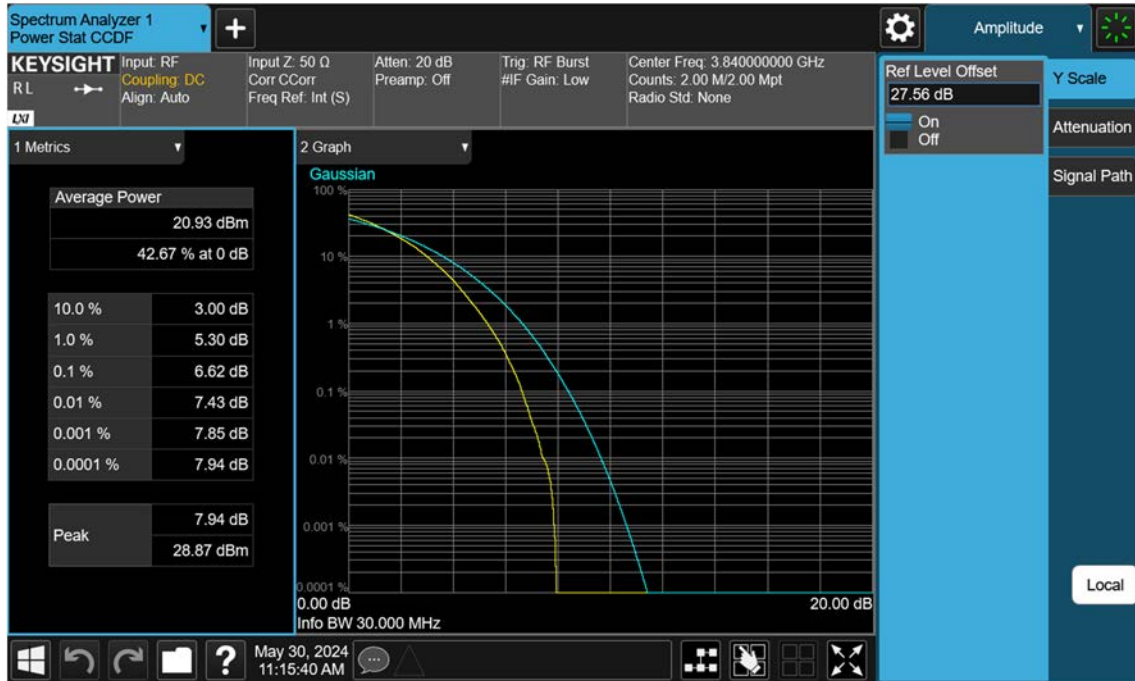 Spectrum Analyzer 1
Power Stat CCDF
+
Amplitude
KEYSIGHT
R L
LXI
Input: RF
Coupling: DC
Align: Auto
Input Z: 50 Ω
Corr CCorr
Freq Ref: Int (S)
Atten: 20 dB
Preamp: Off
Trig: RF Burst
#IF Gain: Low
Center Freq: 3.840000000 GHz
Counts: 2.00 M/2.00 Mpt
Radio Std: None
Ref Level Offset
27.56 dB
On
Off
Y Scale
Attenuation
Signal Path
1 Metrics
Average Power
20.93 dBm
42.67 % at 0 dB
10.0 % 3.00 dB
1.0 % 5.30 dB
0.1 % 6.62 dB
0.01 % 7.43 dB
0.001 % 7.85 dB
0.0001 % 7.94 dB
Peak
7.94 dB
28.87 dBm
2 Graph
Gaussian
100 %
10 %
1 %
0.1 %
0.01 %
0.001 %
0.0001 %
0.00 dB 20.00 dB
Info BW 30.000 MHz
Local
?
May 30, 2024
11:15:40 AM